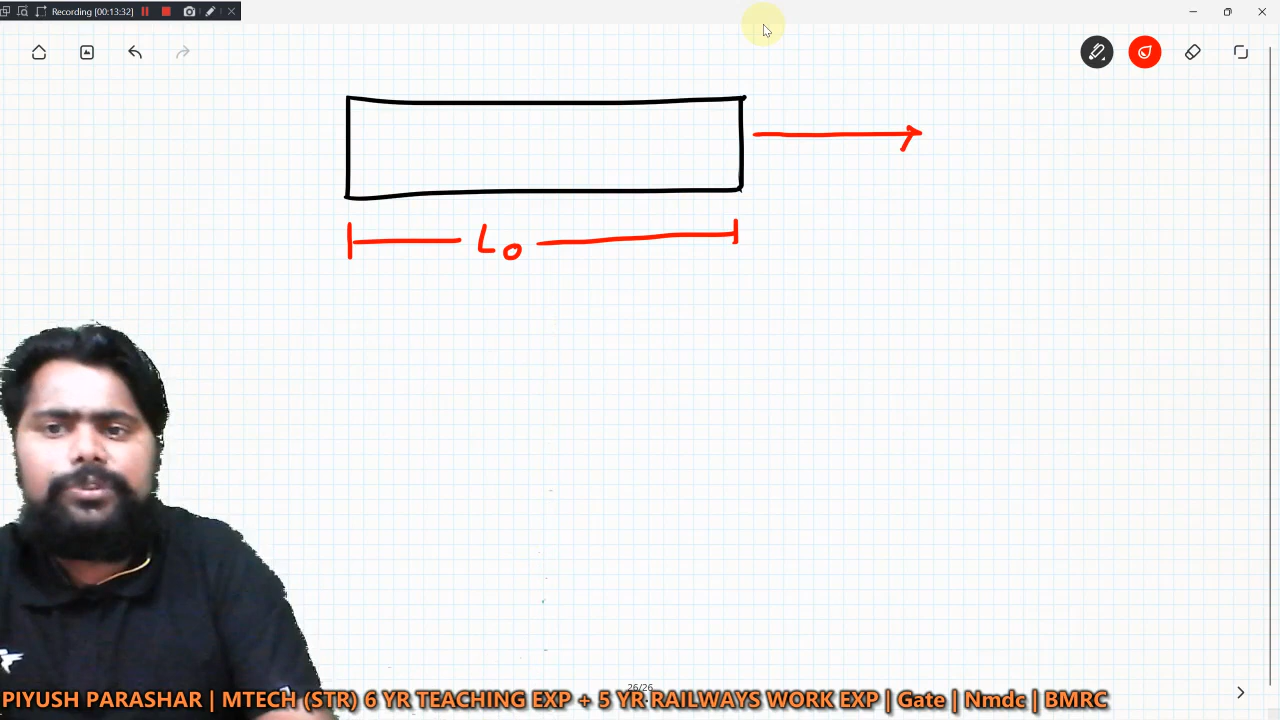 Recording [00:13:32]
L₀
26/26
PIYUSH PARASHAR | MTECH (STR) 6 YR TEACHING EXP + 5 YR RAILWAYS WORK EXP | Gate | Nmdc | BMRC